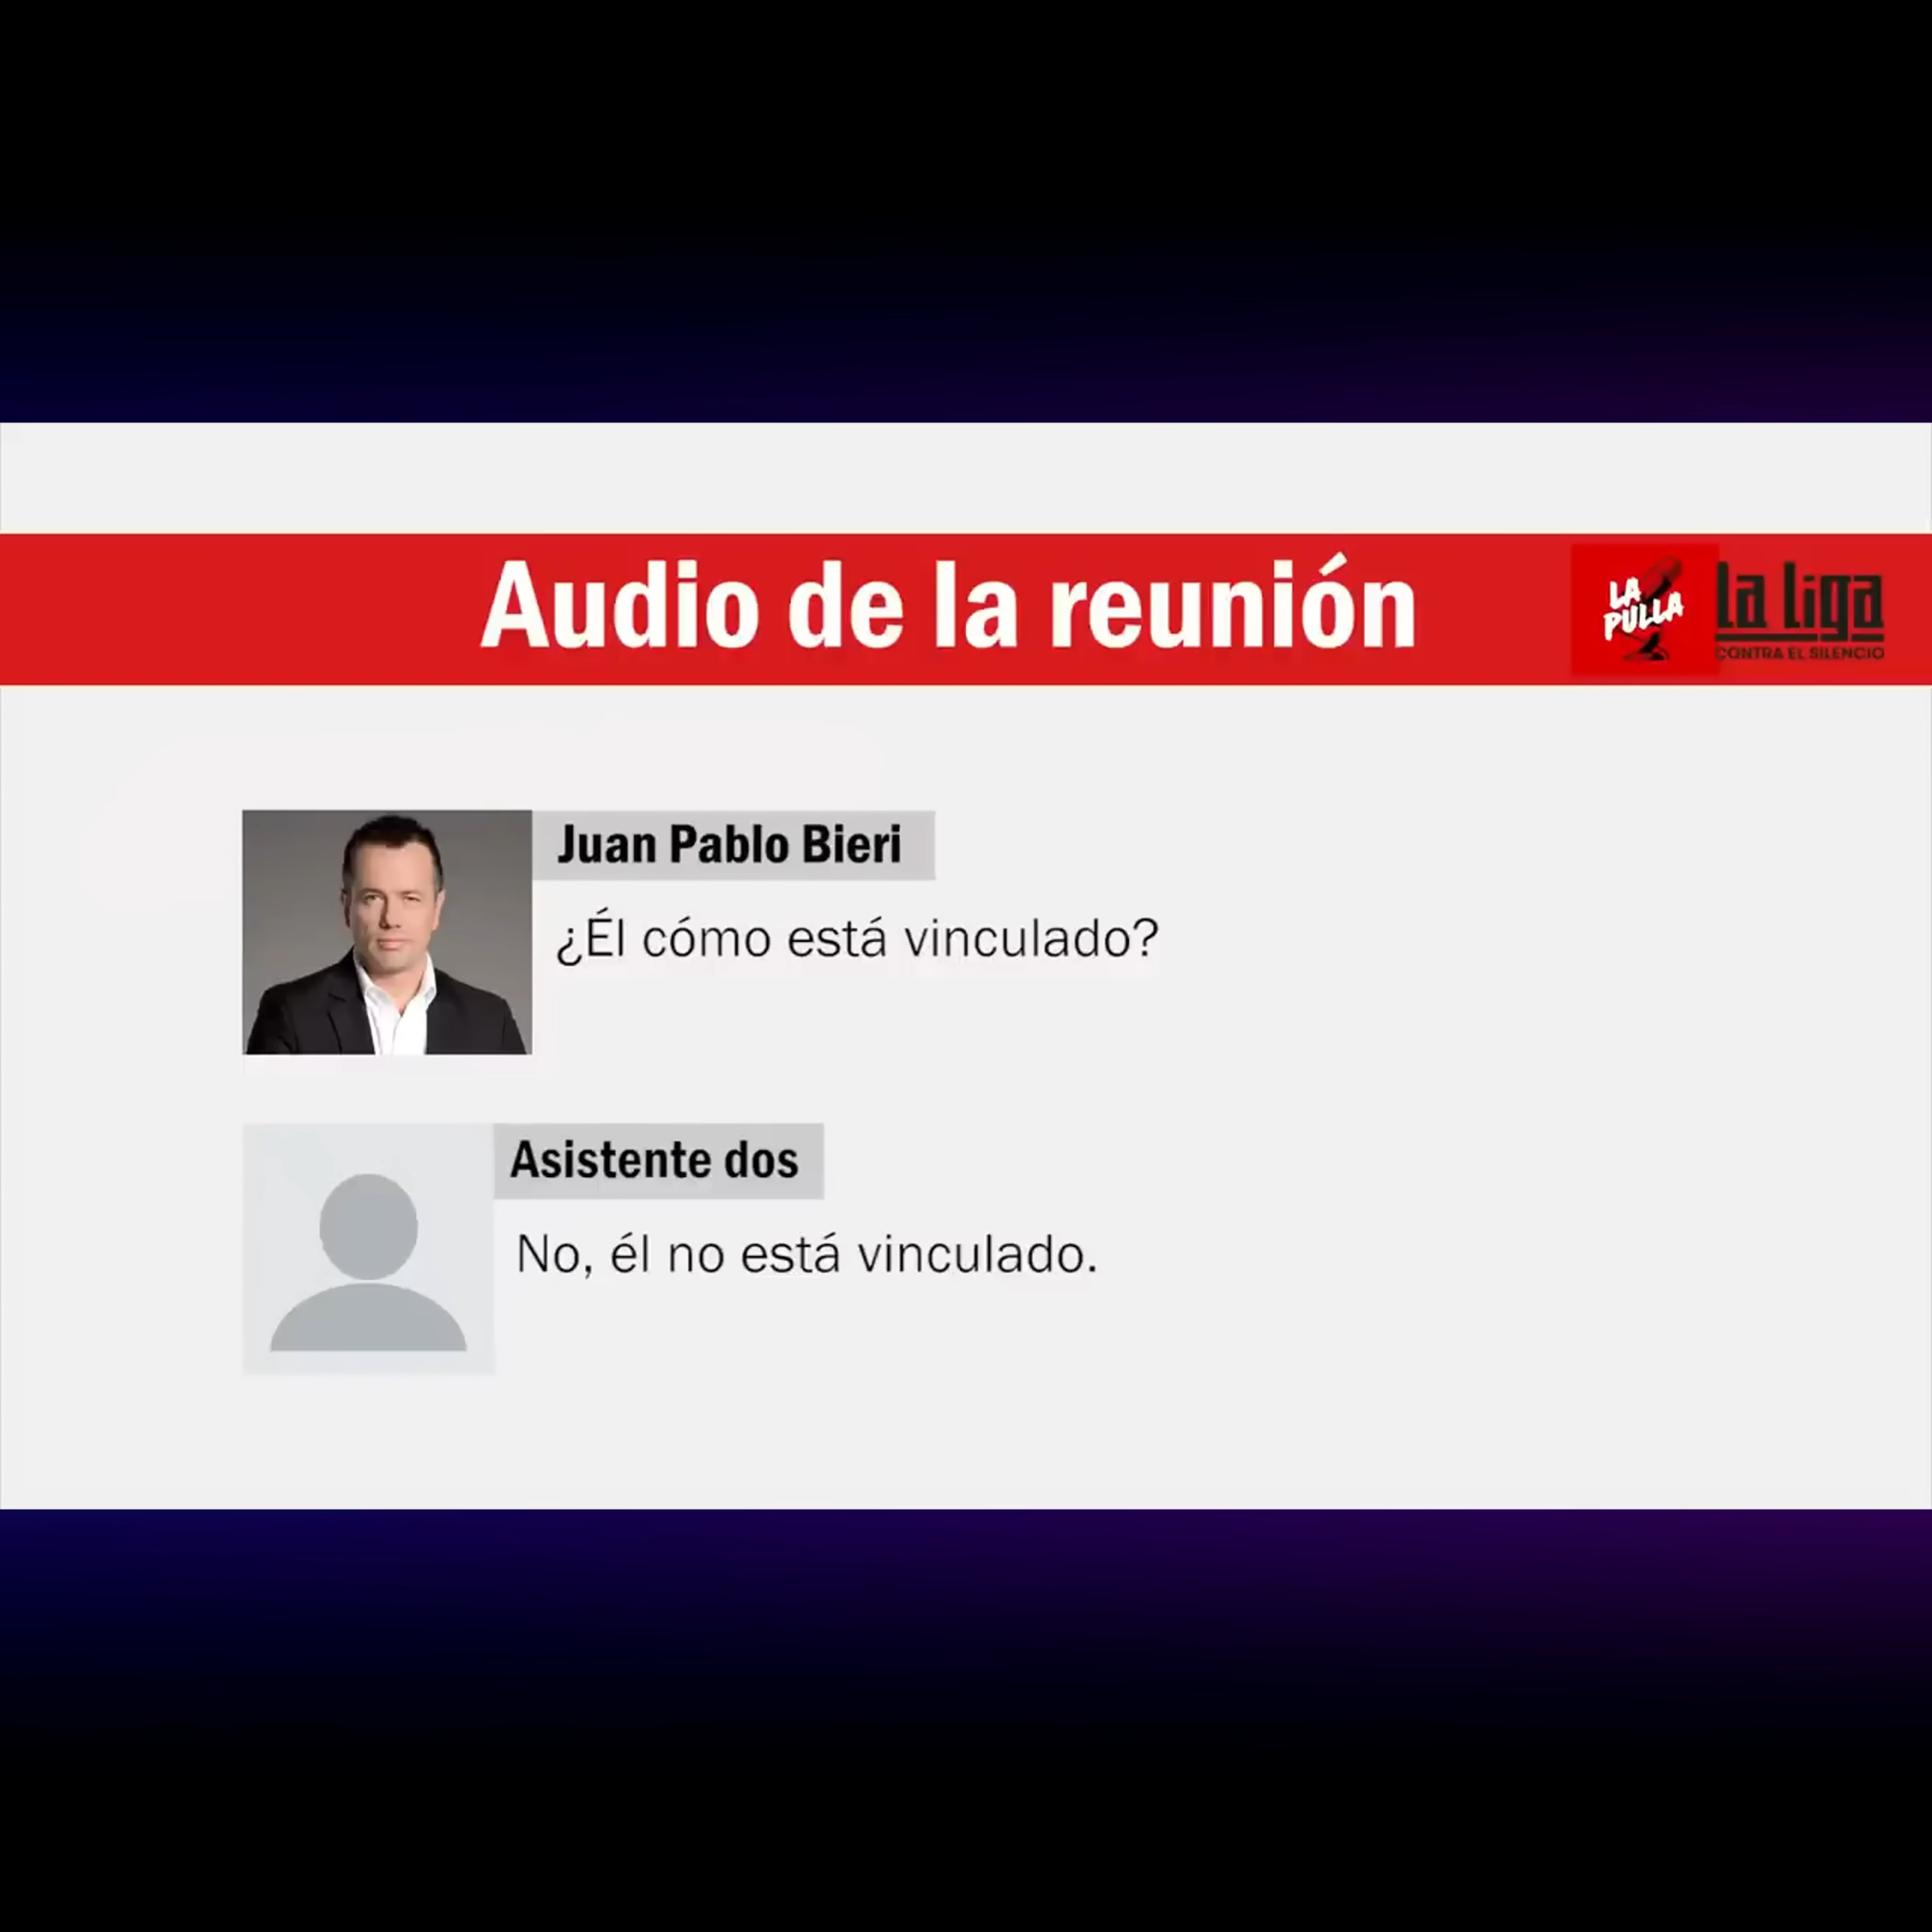 Audio de la reunión
LA
PULLA
la liga
CONTRA EL SILENCIO
Juan Pablo Bieri
¿Él cómo está vinculado?
Asistente dos
No, él no está vinculado.